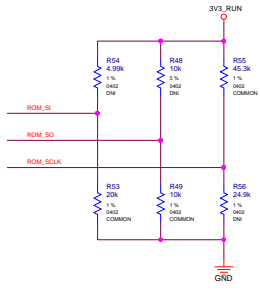 3V3_RUN
R54
4.99k
1 %
0402
DNI
R48
10k
5 %
0402
DNI
R55
45.3k
1 %
0402
COMMON
ROM_SI
ROM_SO
ROM_SCLK
R53
20k
1 %
0402
COMMON
R49
10k
1 %
0402
COMMON
R56
24.9k
1 %
0402
DNI
GND